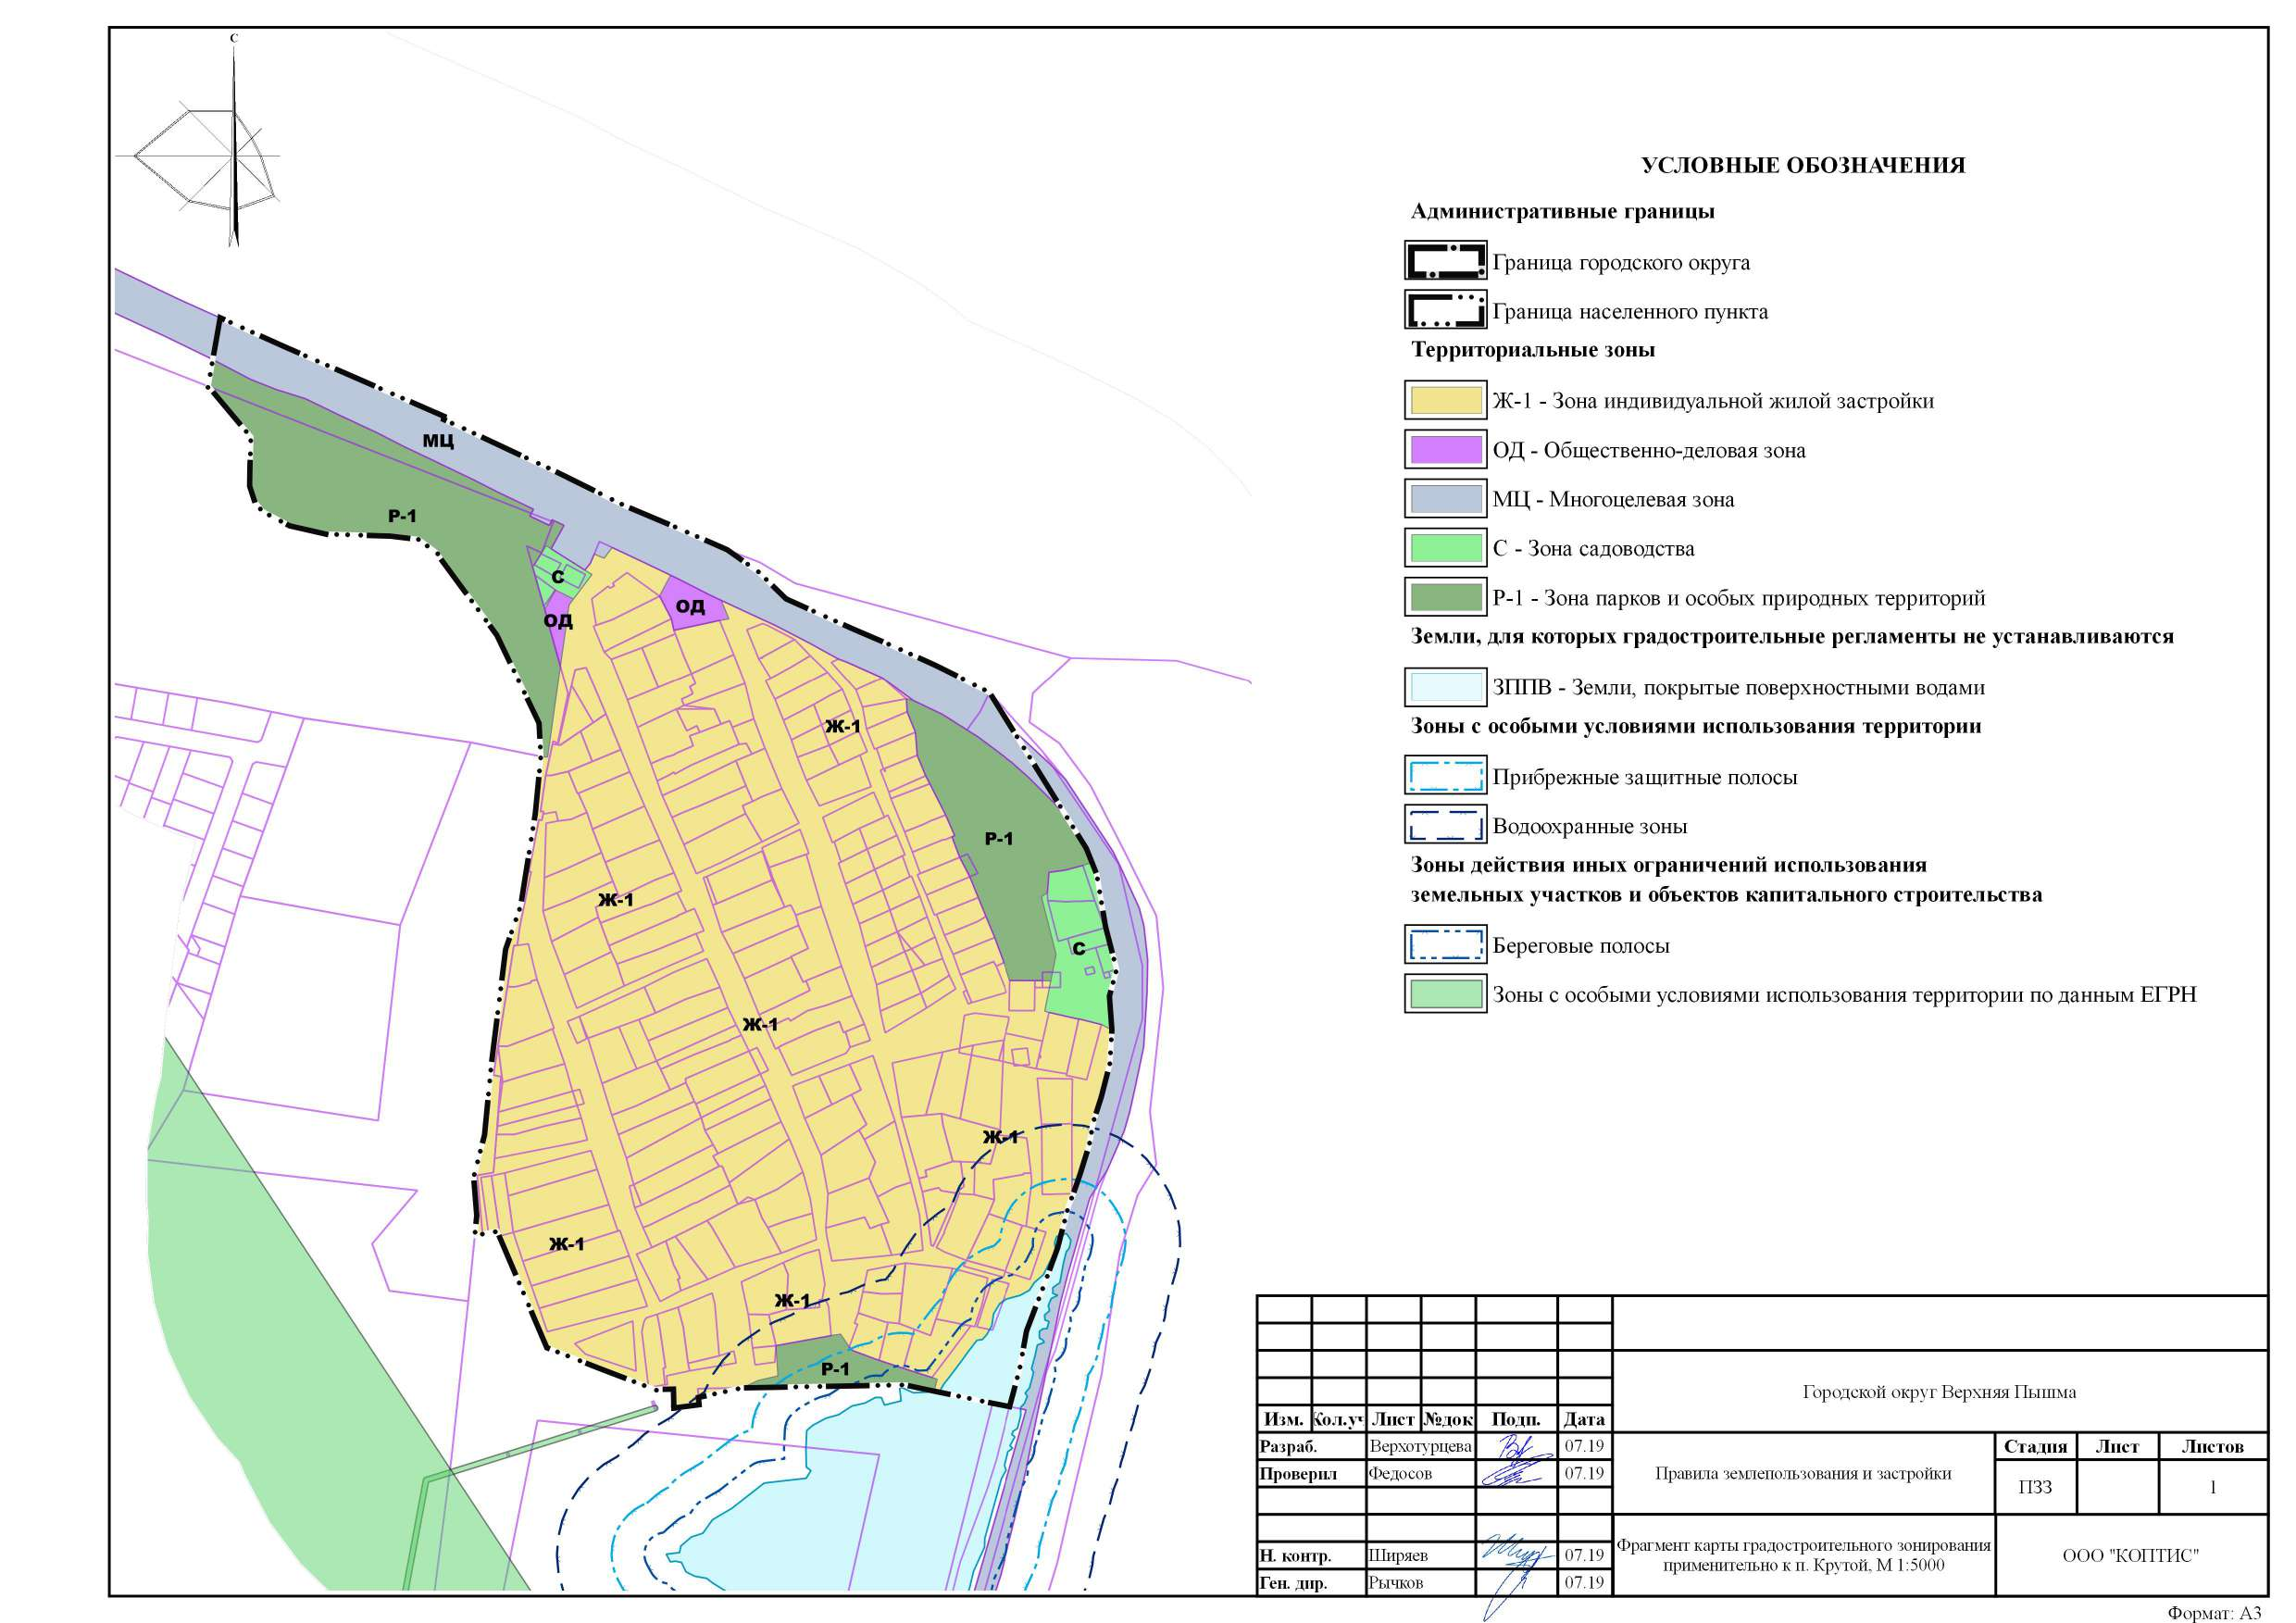 С
УСЛОВНЫЕ ОБОЗНАЧЕНИЯ
Административные границы
Граница городского округа
Граница населенного пункта
Территориальные зоны
Ж-1 - Зона индивидуальной жилой застройки
ОД - Общественно-деловая зона
МЦ - Многоцелевая зона
С - Зона садоводства
Р-1 - Зона парков и особых природных территорий
Земли, для которых градостроительные регламенты не устанавливаются
ЗППВ - Земли, покрытые поверхностными водами
Зоны с особыми условиями использования территории
Прибрежные защитные полосы
Водоохранные зоны
Зоны действия иных ограничений использования
земельных участков и объектов капитального строительства
Береговые полосы
Зоны с особыми условиями использования территории по данным ЕГРН
МЦ
Р-1
С
ОД
ОД
Ж-1
Р-1
Ж-1
С
Ж-1
Ж-1
Ж-1
Ж-1
Р-1
Городской округ Верхняя Пышма
Изм. Кол.уч Лист №док Подп. Дата
Разраб. Верхотурцева 07.19
Проверил Федосов 07.19
Правила землепользования и застройки
Стадия Лист Листов
ПЗЗ 1
Н. контр. Ширяев 07.19
Ген. дир. Рычков 07.19
Фрагмент карты градостроительного зонирования
применительно к п. Крутой, М 1:5000
ООО "КОПТИС"
Формат: А3